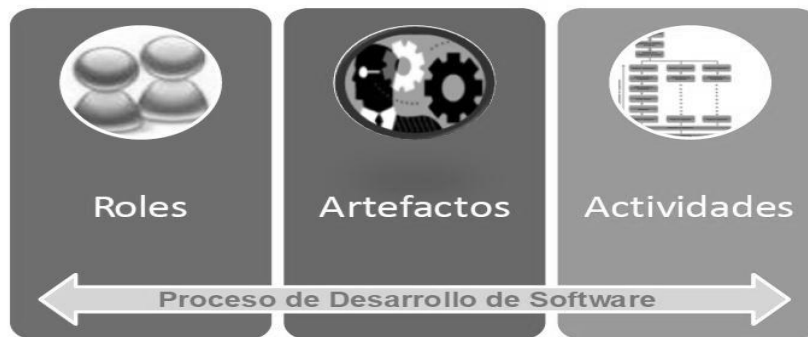 Roles
Artefactos
Actividades
Proceso de Desarrollo de Software